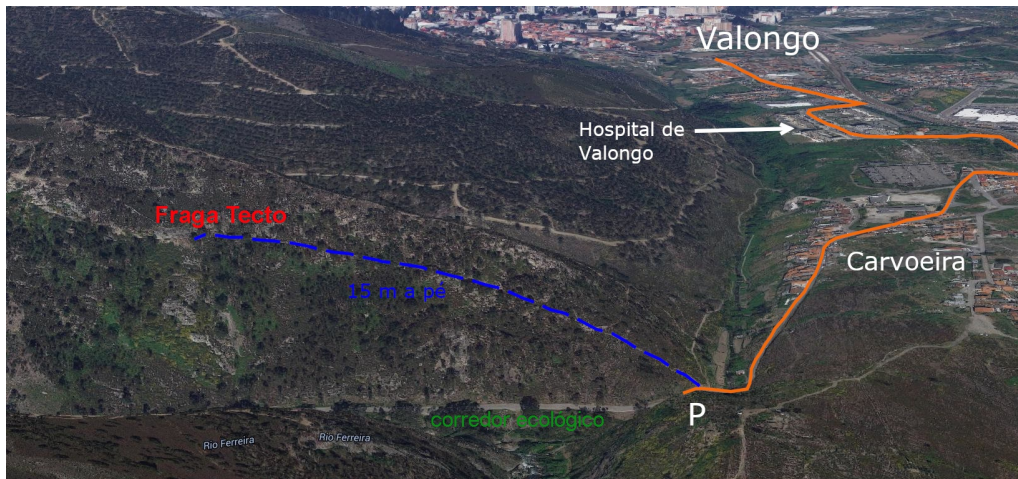 Valongo
Hospital de
Valongo
Fraga Tecto
Carvoeira
15 m a pé
P
corredor ecológico
Rio Ferreira
Rio Ferreira